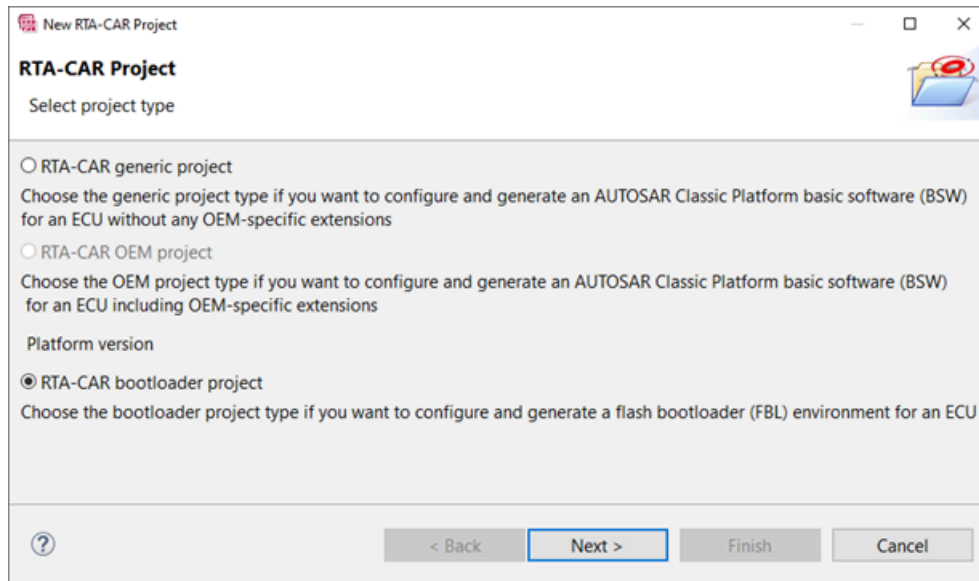 New RTA-CAR Project
RTA-CAR Project
Select project type
RTA-CAR generic project
Choose the generic project type if you want to configure and generate an AUTOSAR Classic Platform basic software (BSW)
for an ECU without any OEM-specific extensions
RTA-CAR OEM project
Choose the OEM project type if you want to configure and generate an AUTOSAR Classic Platform basic software (BSW)
for an ECU including OEM-specific extensions
Platform version
RTA-CAR bootloader project
Choose the bootloader project type if you want to configure and generate a flash bootloader (FBL) environment for an ECU
? < Back Next > Finish Cancel